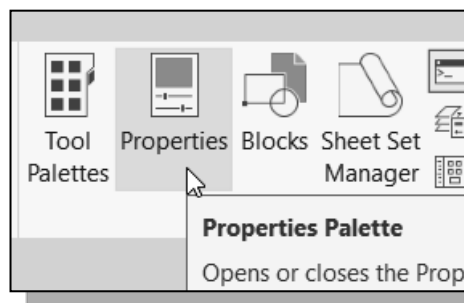 Tool Palettes
Properties
Blocks
Sheet Set Manager
Properties Palette
Opens or closes the Prop